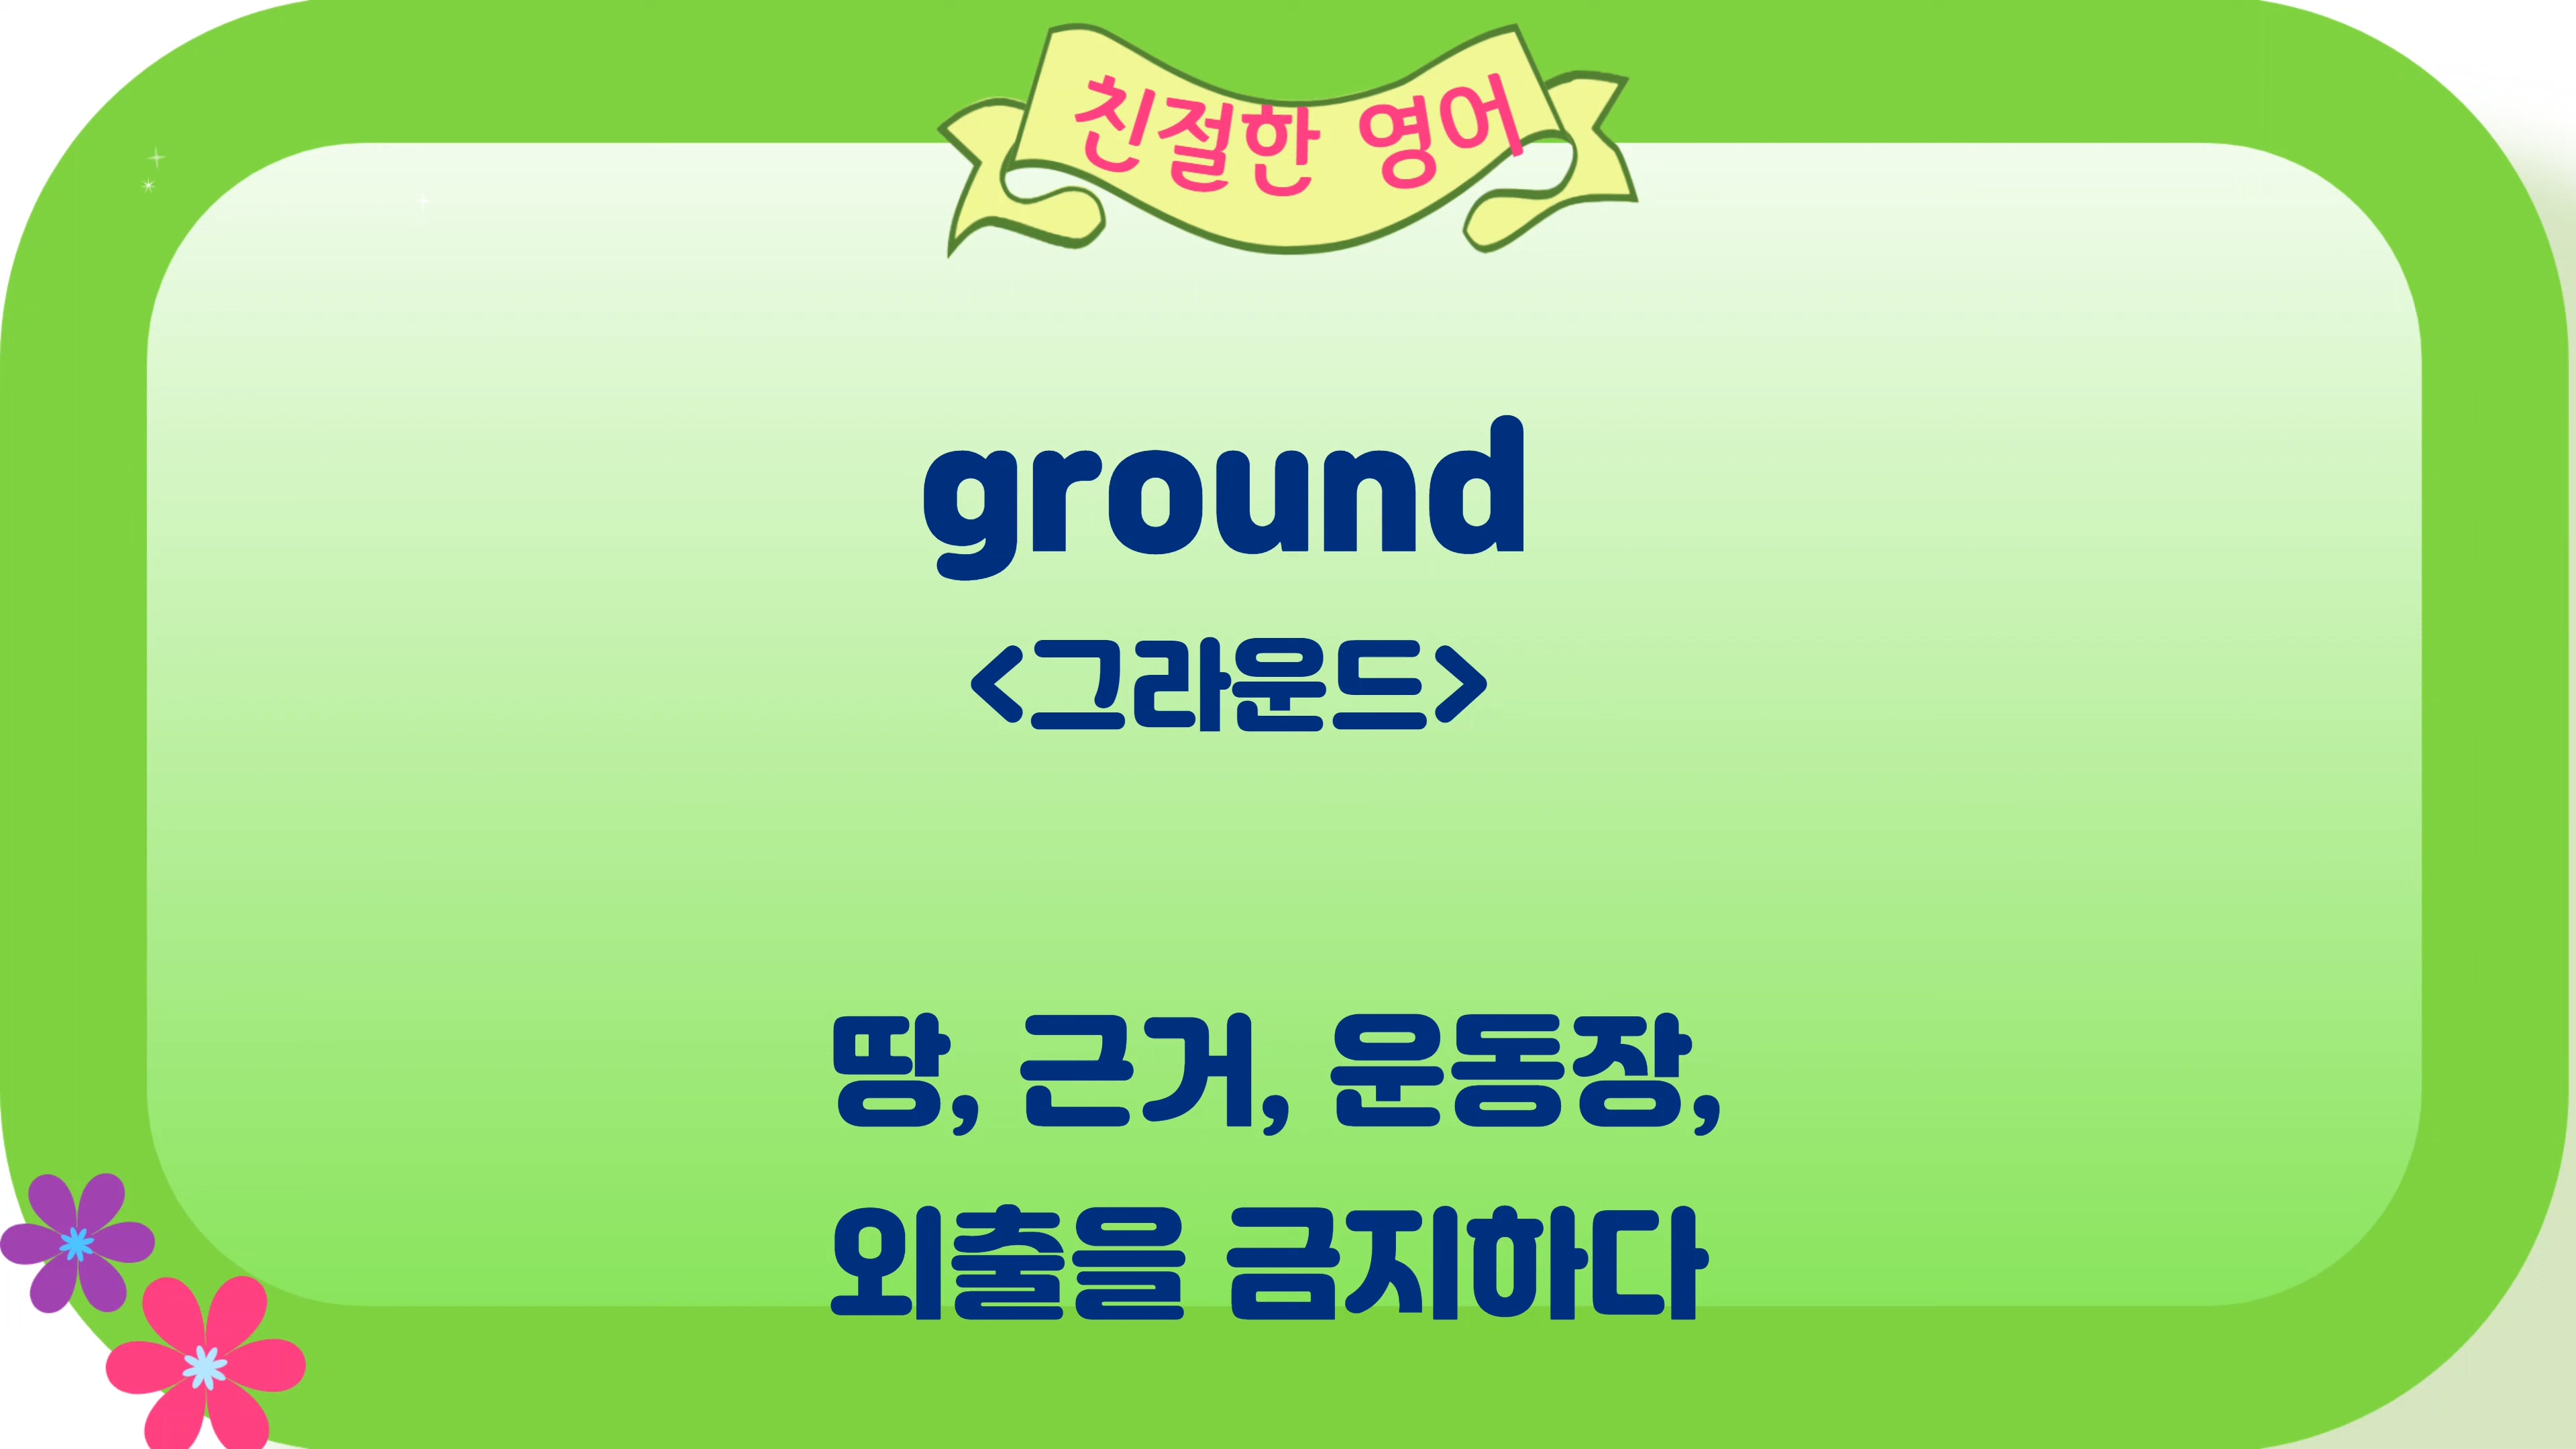 친절한 영어
ground
<그라운드>
땅, 근거, 운동장,
외출을 금지하다